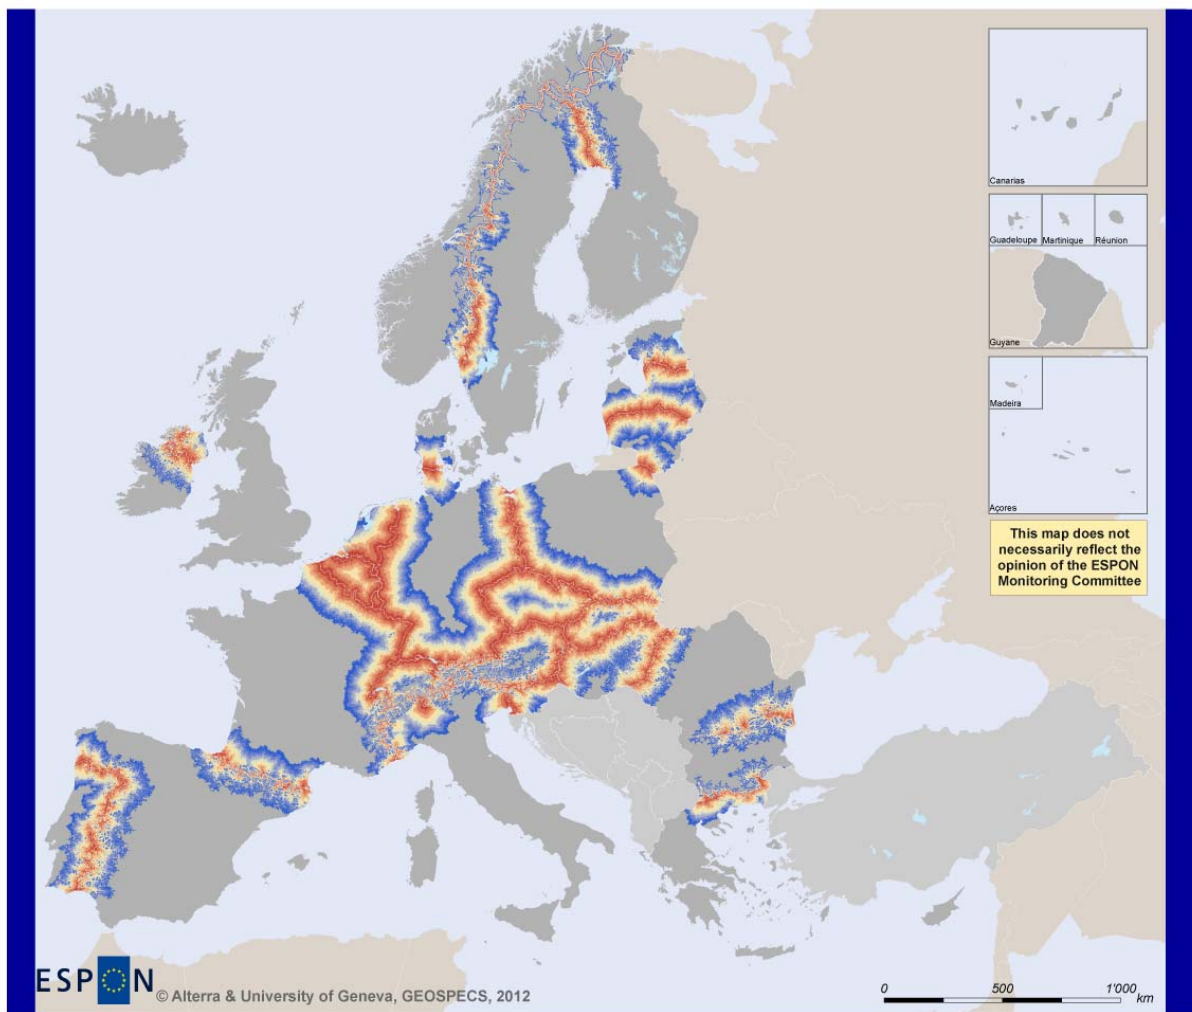 Canarias
Guadeloupe
Martinique
Réunion
Guyane
Madeira
Açores
This map does not
necessarily reflect the
opinion of the ESPON
Monitoring Committee
ESPON
© Alterra & University of Geneva, GEOSPECS, 2012
0 500 1'000
km